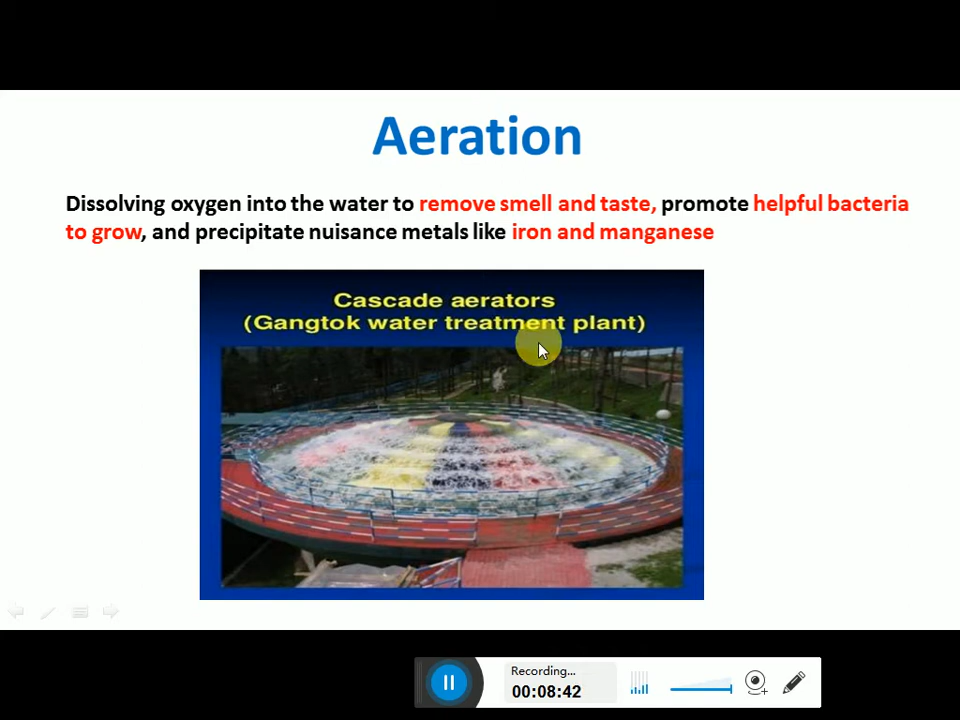 Aeration
Dissolving oxygen into the water to remove smell and taste, promote helpful bacteria
to grow, and precipitate nuisance metals like iron and manganese
Cascade aerators
(Gangtok water treatment plant)
Recording...
00:08:42